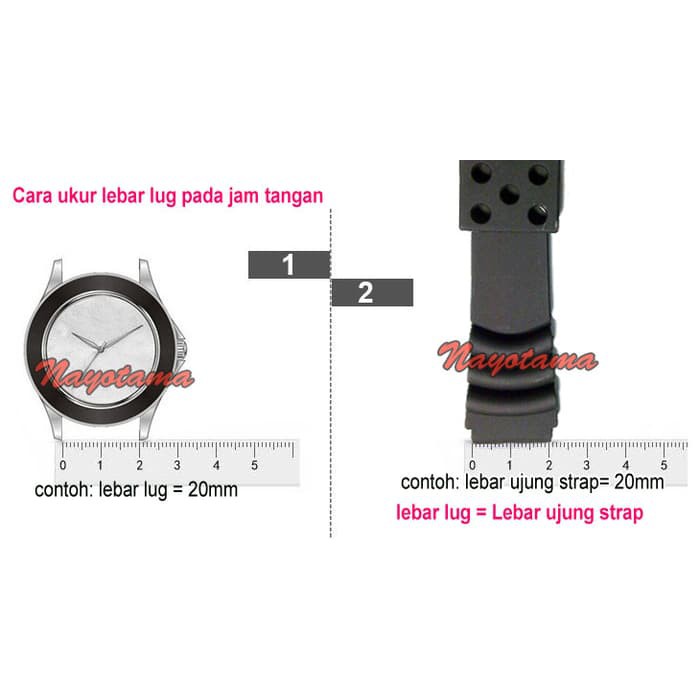 Cara ukur lebar lug pada jam tangan
1
2
Nayotama
Nayotama
0 1 2 3 4 5
0 1 2 3 4 5
contoh: lebar lug = 20mm
contoh: lebar ujung strap= 20mm
lebar lug = Lebar ujung strap